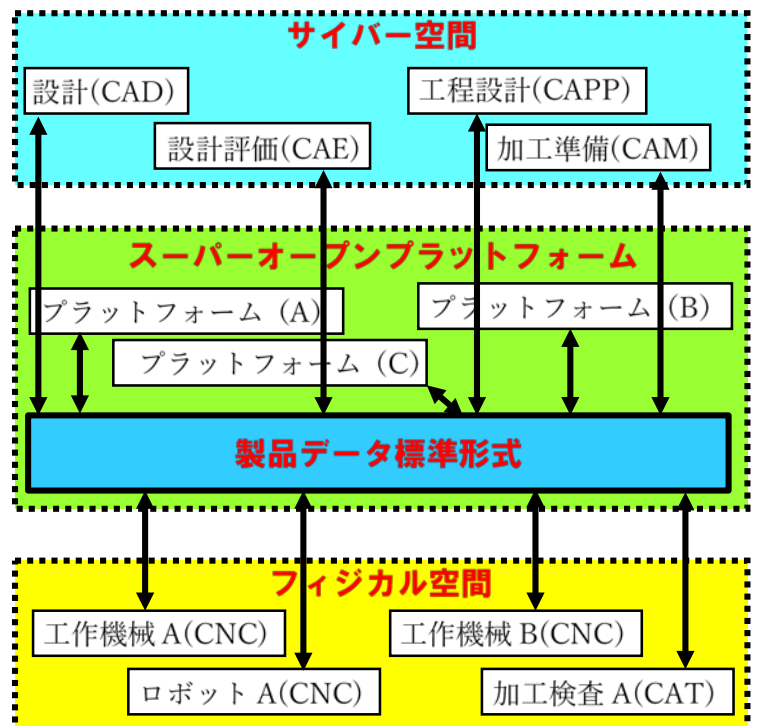 サイバー空間
設計(CAD)
工程設計(CAPP)
設計評価(CAE)
加工準備(CAM)
スーパーオープンプラットフォーム
プラットフォーム（A）
プラットフォーム（B）
プラットフォーム（C）
製品データ標準形式
フィジカル空間
工作機械 A(CNC)
工作機械 B(CNC)
ロボット A(CNC)
加工検査 A(CAT)